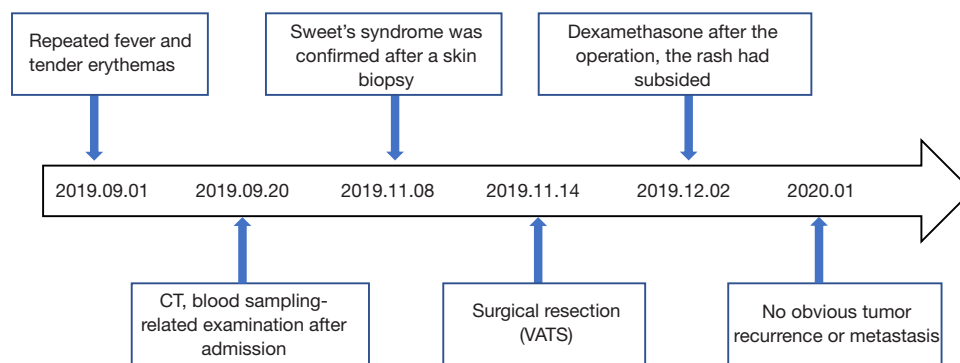 Repeated fever and
tender erythemas
Sweet's syndrome was
confirmed after a skin
biopsy
Dexamethasone after the
operation, the rash had
subsided
2019.09.01 2019.09.20 2019.11.08 2019.11.14 2019.12.02 2020.01
CT, blood sampling-
related examination after
admission
Surgical resection
(VATS)
No obvious tumor
recurrence or metastasis